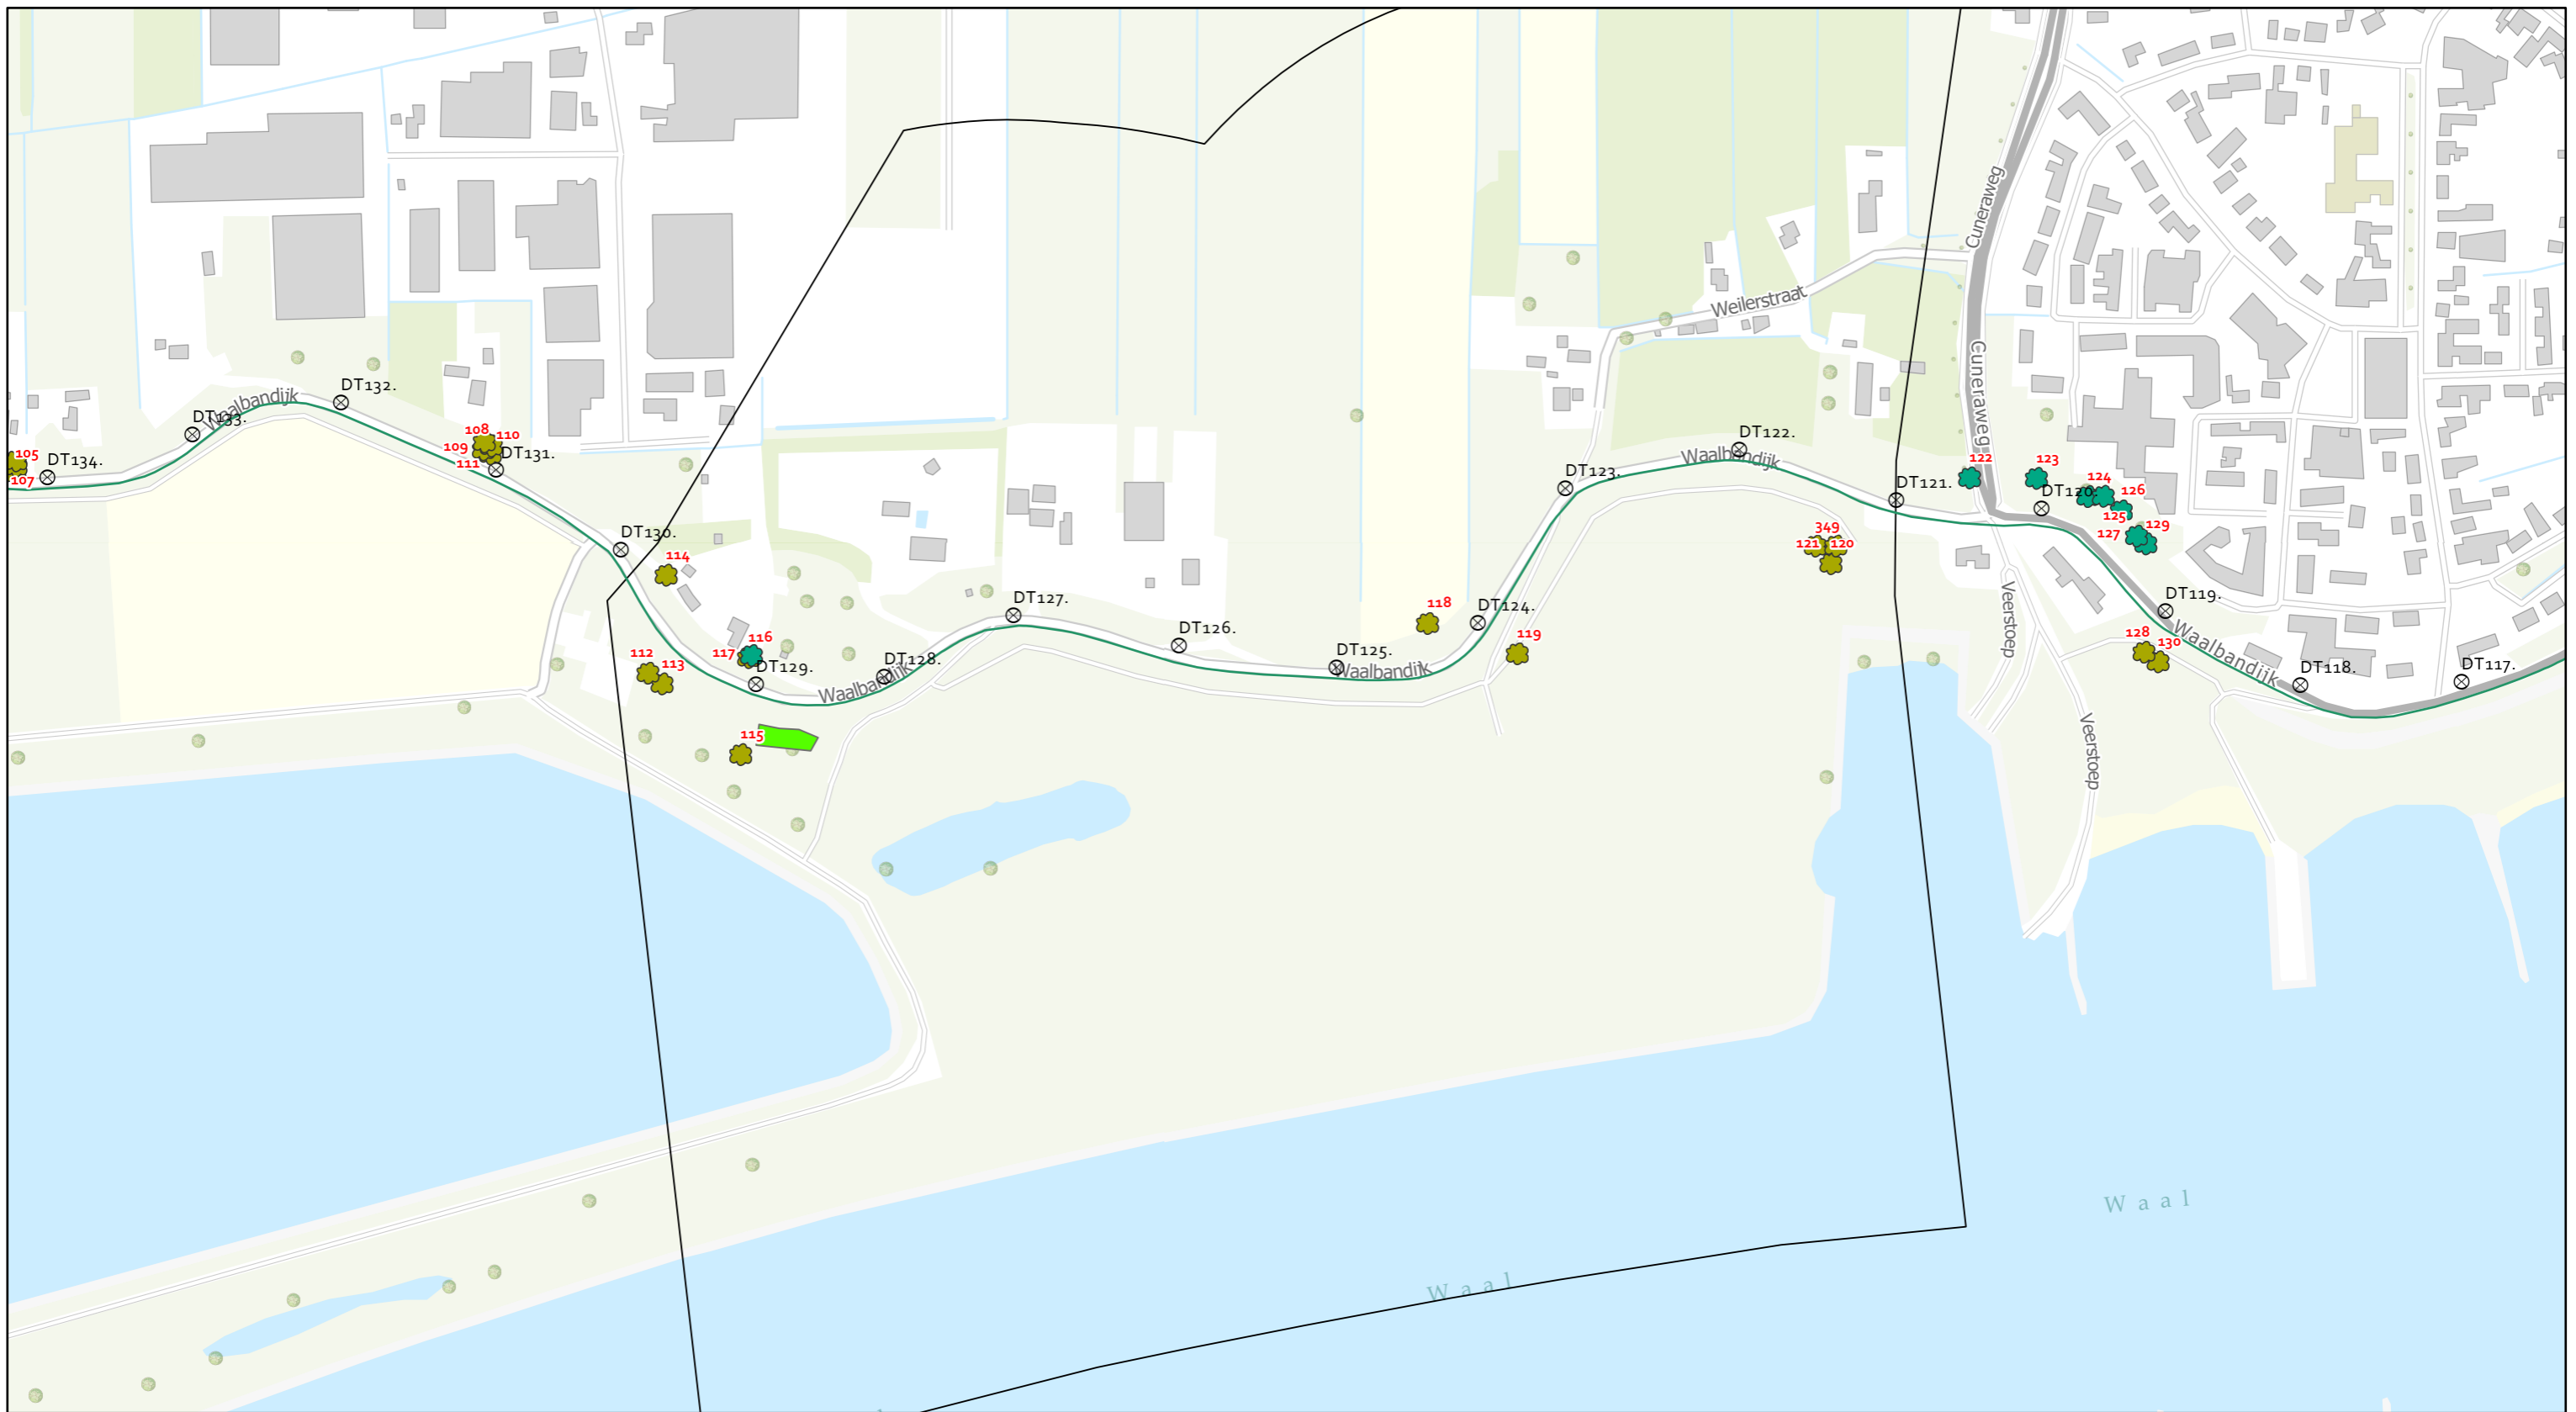 Cuneraweg
Weilerstraat
Cuneraweg
DT132.
Waalbandijk
DT133.
108
110
109
DT131.
111
105
107
DT134.
DT122.
Waalbandijk
DT123.
DT121.
122
123
124
DT120.
126
125
127
129
349
121
120
DT130.
114
DT127.
118
DT124.
119
DT126.
DT125.
Waalbandijk
112
113
116
117
DT129.
DT128.
Waalbandijk
115
Veerstoep
DT119.
Waalbandijk
128
130
DT118.
DT117.
Veerstoep
Waal
Waal